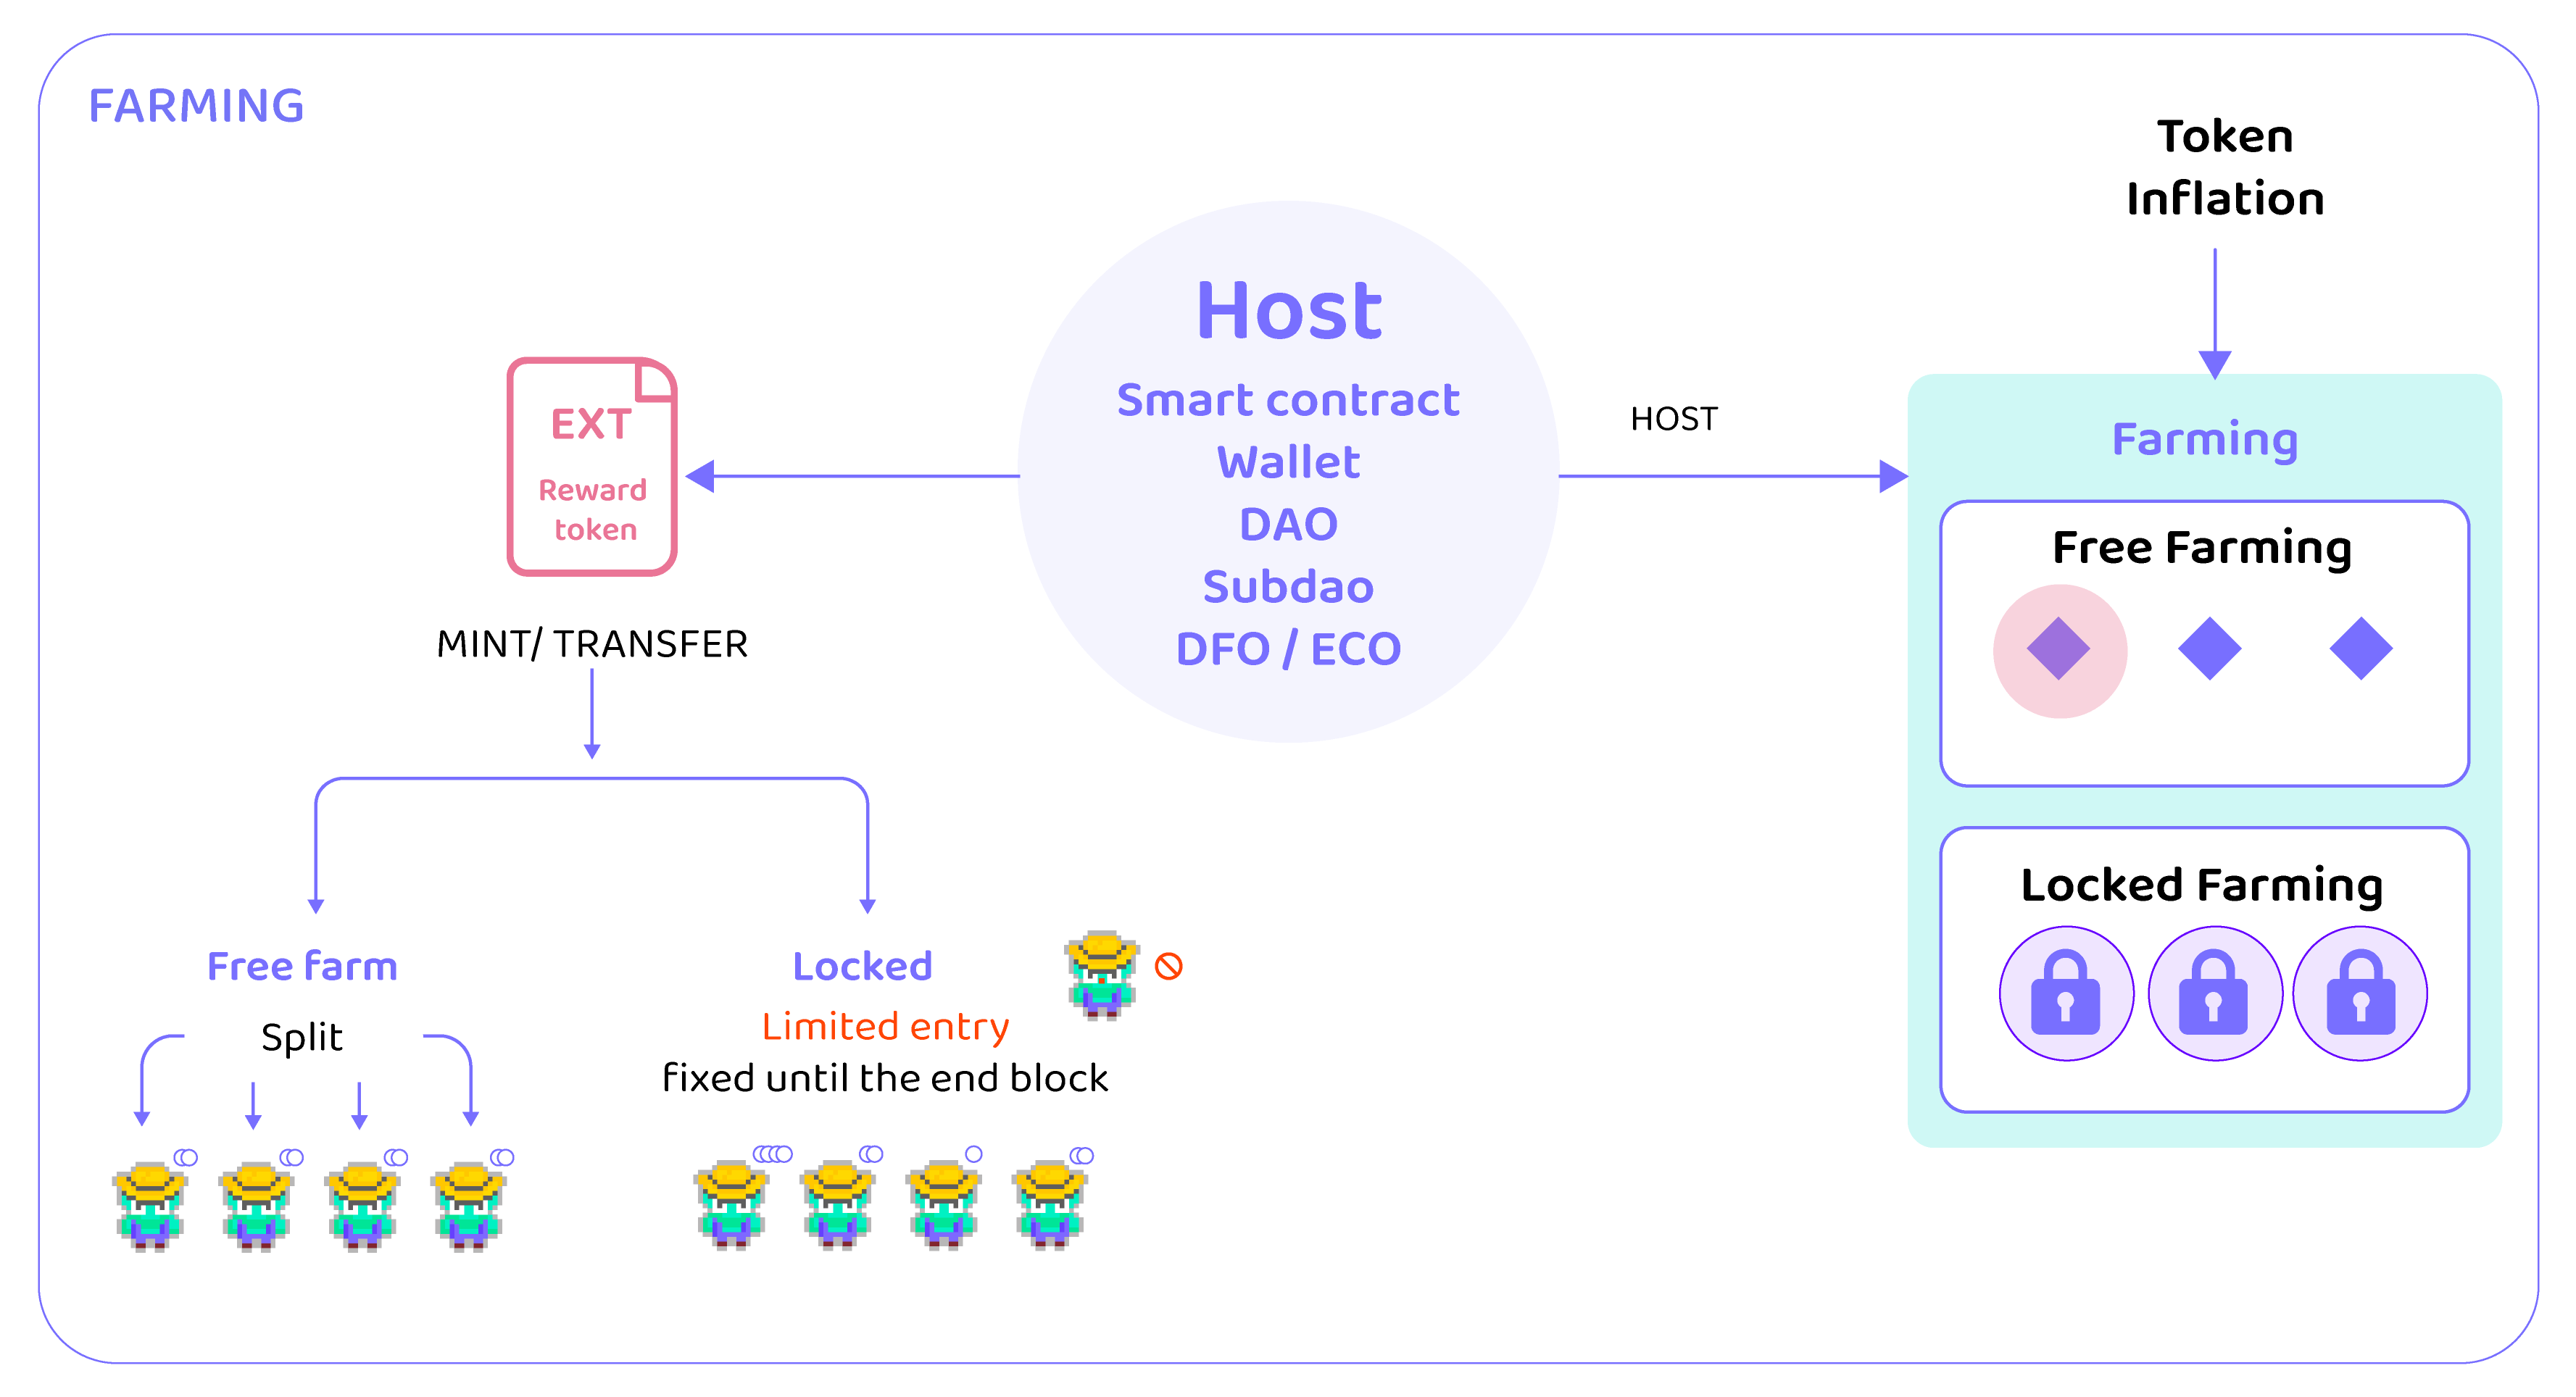 FARMING
Token
Inflation
Host
Smart contract
Wallet
DAO
Subdao
DFO / ECO
EXT
Reward
token
HOST
Farming
Free Farming
Locked Farming
MINT/ TRANSFER
Free farm
Split
Locked
Limited entry
fixed until the end block